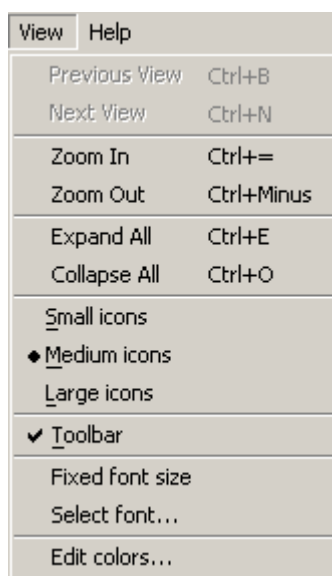 View Help
Previous View Ctrl+B
Next View Ctrl+N
Zoom In Ctrl+=
Zoom Out Ctrl+Minus
Expand All Ctrl+E
Collapse All Ctrl+O
Small icons
Medium icons
Large icons
Toolbar
Fixed font size
Select font...
Edit colors...